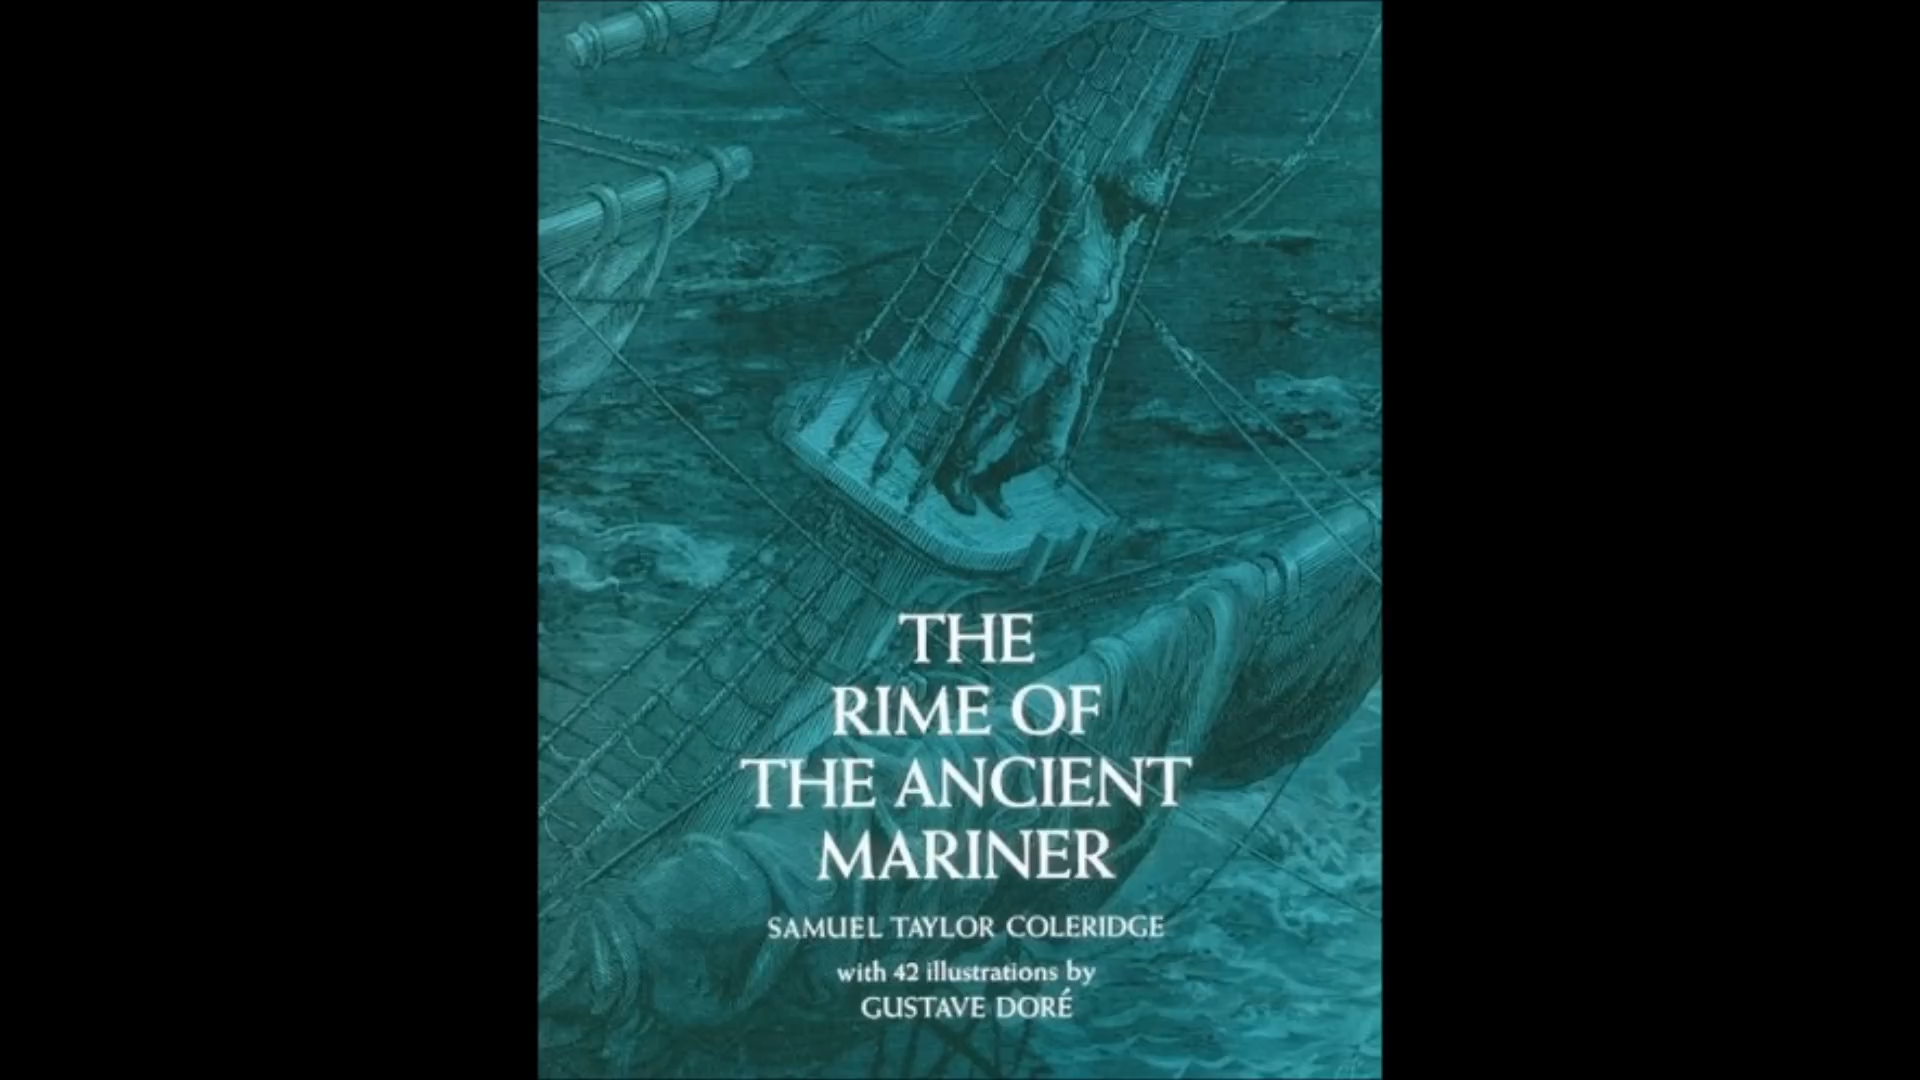 THE
RIME OF
THE ANCIENT
MARINER
SAMUEL TAYLOR COLERIDGE
with 42 illustrations by
GUSTAVE DORÉ